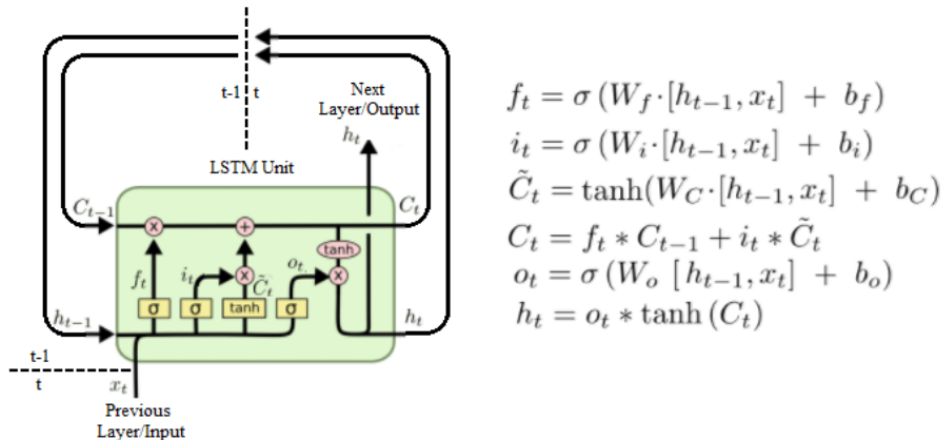 t-1 t
Next
Layer/Output
h_t
LSTM Unit
C_{t-1}
C_t
x
+
tanh
f_t
i_t
x
C̃_t
o_t
x
σ
σ
tanh
σ
h_{t-1}
h_t
t-1
t
x_t
Previous
Layer/Input
f_t = σ (W_f·[h_{t-1}, x_t] + b_f)
i_t = σ (W_i·[h_{t-1}, x_t] + b_i)
C̃_t = tanh(W_C·[h_{t-1}, x_t] + b_C)
C_t = f_t * C_{t-1} + i_t * C̃_t
o_t = σ (W_o [h_{t-1}, x_t] + b_o)
h_t = o_t * tanh (C_t)